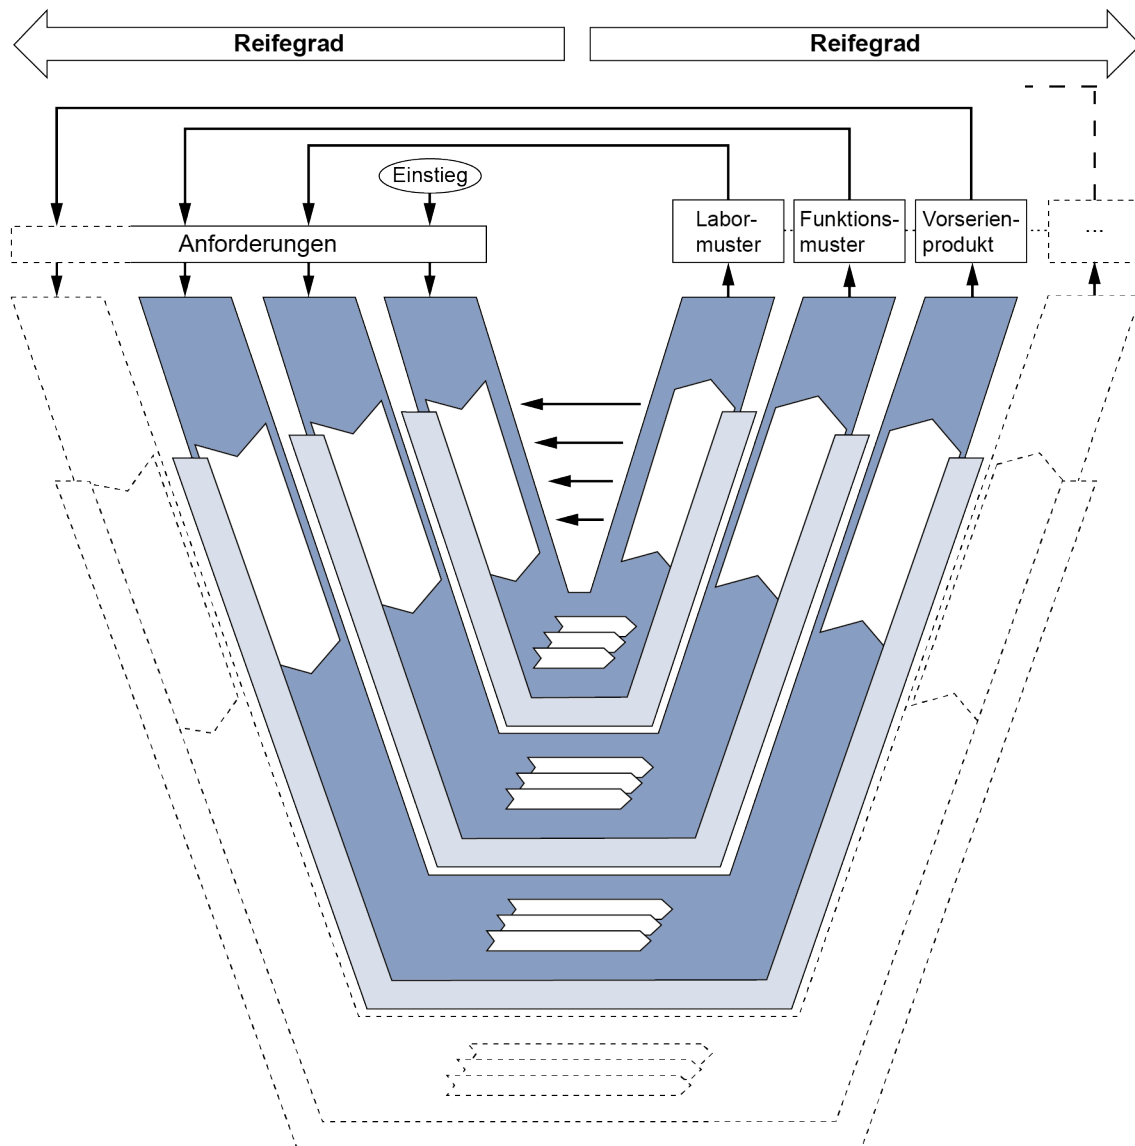 Reifegrad
Reifegrad
Einstieg
Anforderungen
Labor-
muster
Funktions-
muster
Vorserien-
produkt
...